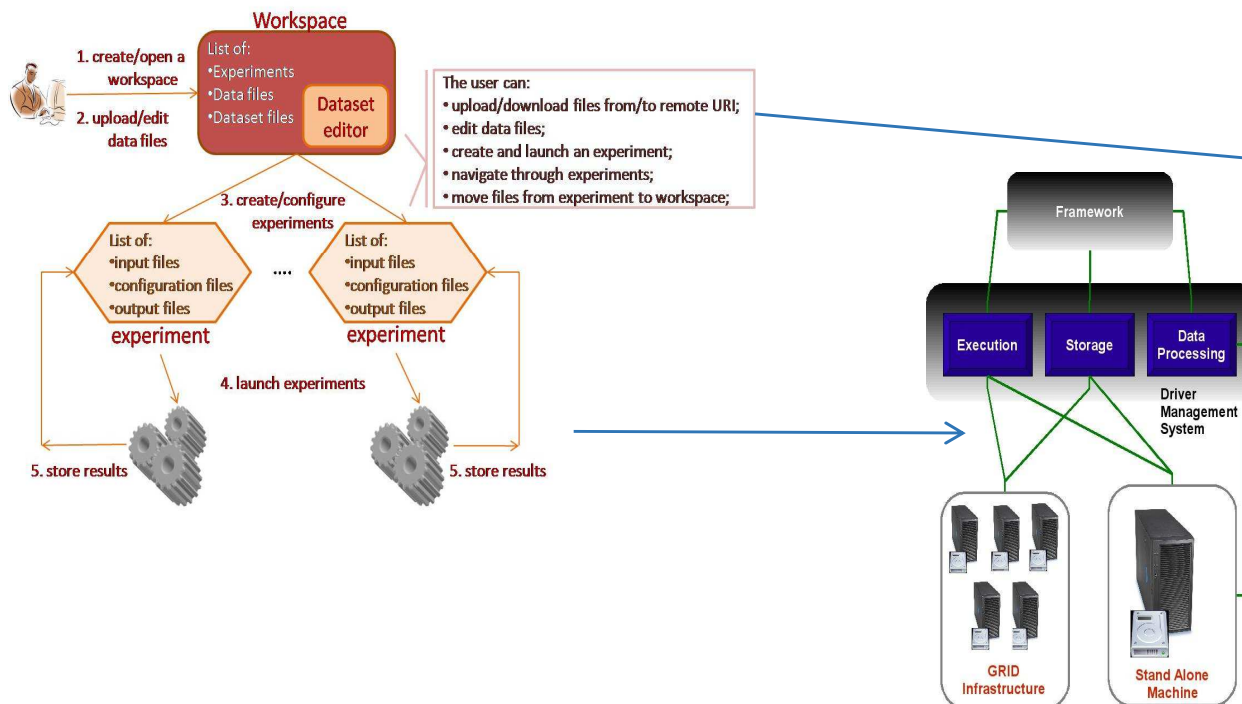 Workspace
1. create/open a
workspace
2. upload/edit
data files
List of:
•Experiments
•Data files
•Dataset files
Dataset
editor
The user can:
• upload/download files from/to remote URI;
• edit data files;
• create and launch an experiment;
• navigate through experiments;
• move files from experiment to workspace;
3. create/configure
experiments
List of:
•input files
•configuration files
•output files
experiment
....
List of:
•input files
•configuration files
•output files
experiment
4. launch experiments
5. store results
5. store results
Framework
Execution
Storage
Data
Processing
Driver
Management
System
GRID
Infrastructure
Stand Alone
Machine